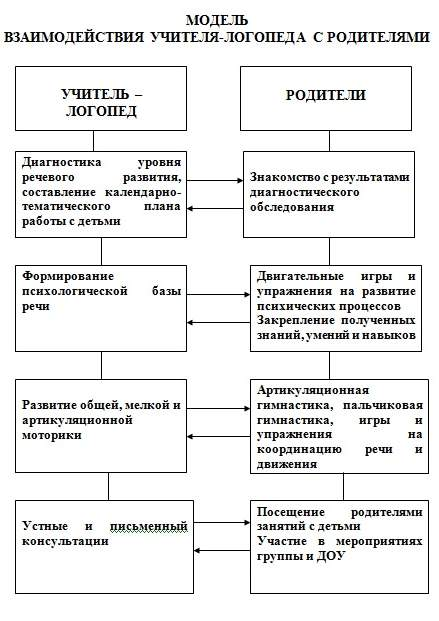 МОДЕЛЬ
ВЗАИМОДЕЙСТВИЯ УЧИТЕЛЯ-ЛОГОПЕДА С РОДИТЕЛЯМИ
УЧИТЕЛЬ –
ЛОГОПЕД
РОДИТЕЛИ
Диагностика уровня
речевого развития,
составление календарно-
тематического плана
работы с детьми
Знакомство с результатами
диагностического
обследования
Формирование
психологической базы
речи
Двигательные игры и
упражнения на развитие
психических процессов
Закрепление полученных
знаний, умений и навыков
Развитие общей, мелкой и
артикуляционной
моторики
Артикуляционная
гимнастика, пальчиковая
гимнастика, игры и
упражнения на
координацию речи и
движения
Устные и письменный
консультации
Посещение родителями
занятий с детьми
Участие в мероприятиях
группы и ДОУ